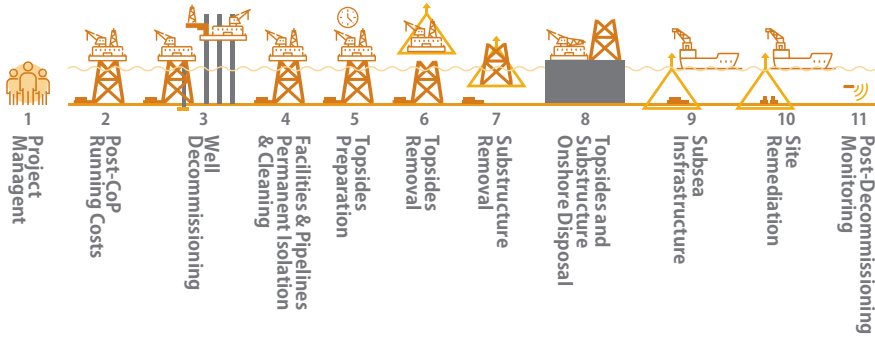 1
Project
Managent
2
Post-CoP
Running Costs
3
Well
Decommissioning
4
Facilities & Pipelines
Permanent Isolation
& Cleaning
5
Topsides
Preparation
6
Topsides
Removal
7
Substructure
Removal
8
Topsides and
Substructure
Onshore Disposal
9
Subsea
Insfrastructure
10
Site
Remediation
11
Post-Decommissioning
Monitoring